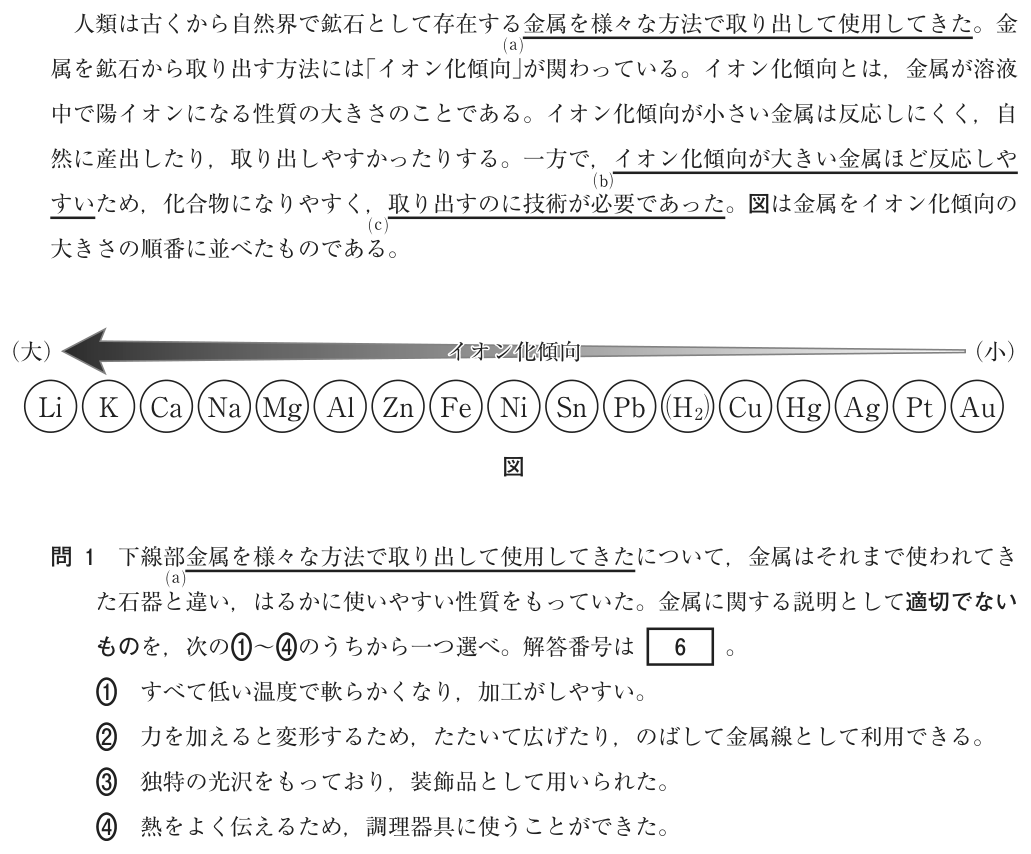 人類は古くから自然界で鉱石として存在する金属を様々な方法で取り出して使用してきた。金
(a)
属を鉱石から取り出す方法には「イオン化傾向」が関わっている。イオン化傾向とは，金属が溶液
中で陽イオンになる性質の大きさのことである。イオン化傾向が小さい金属は反応しにくく，自
然に産出したり，取り出しやすかったりする。一方で，イオン化傾向が大きい金属ほど反応しや
(b)
すいため，化合物になりやすく，取り出すのに技術が必要であった。図は金属をイオン化傾向の
(c)
大きさの順番に並べたものである。
(大) イオン化傾向 (小)
Li K Ca Na Mg Al Zn Fe Ni Sn Pb (H₂) Cu Hg Ag Pt Au
図
問 1 下線部金属を様々な方法で取り出して使用してきたについて，金属はそれまで使われてき
(a)
た石器と違い，はるかに使いやすい性質をもっていた。金属に関する説明として適切でない
ものを，次の①～④のうちから一つ選べ。解答番号は 6 。
① すべて低い温度で軟らかくなり，加工がしやすい。
② 力を加えると変形するため，たたいて広げたり，のばして金属線として利用できる。
③ 独特の光沢をもっており，装飾品として用いられた。
④ 熱をよく伝えるため，調理器具に使うことができた。